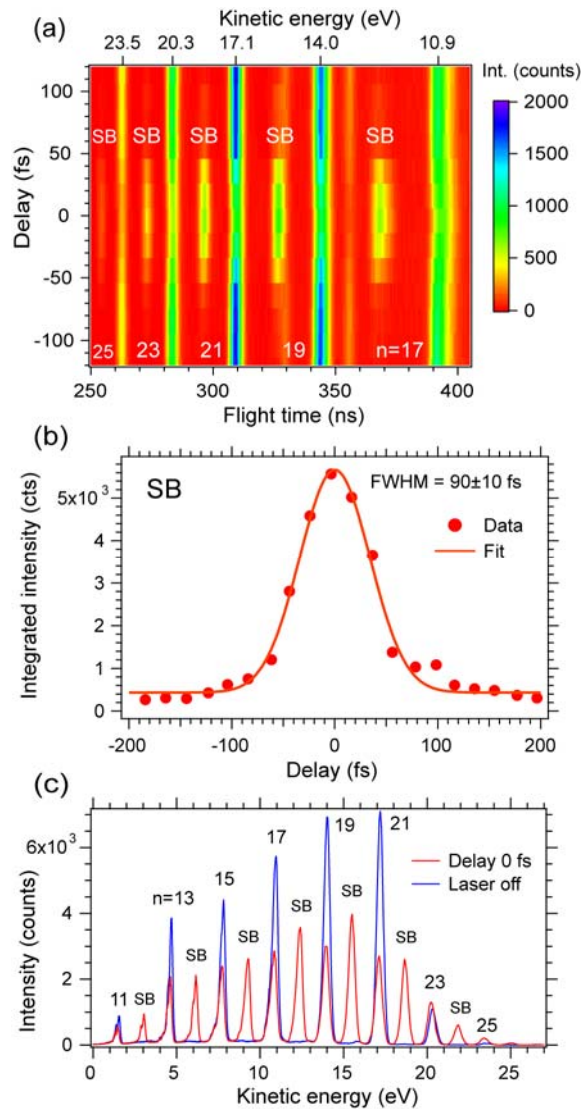 (a)
Kinetic energy (eV)
23.5 20.3 17.1 14.0 10.9
Int. (counts)
2000
1500
1000
500
0
Delay (fs)
100
50
0
-50
-100
SB SB SB SB SB
25 23 21 19 n=17
250 300 350 400
Flight time (ns)
(b)
SB
FWHM = 90±10 fs
Data
Fit
Integrated intensity (cts)
5x10³
4
3
2
1
0
-200 -100 0 100 200
Delay (fs)
(c)
Intensity (counts)
6x10³
4
2
0
11 SB n=13 SB 15 SB 17 SB 19 SB 21 SB 23 SB 25
Delay 0 fs
Laser off
0 5 10 15 20 25
Kinetic energy (eV)